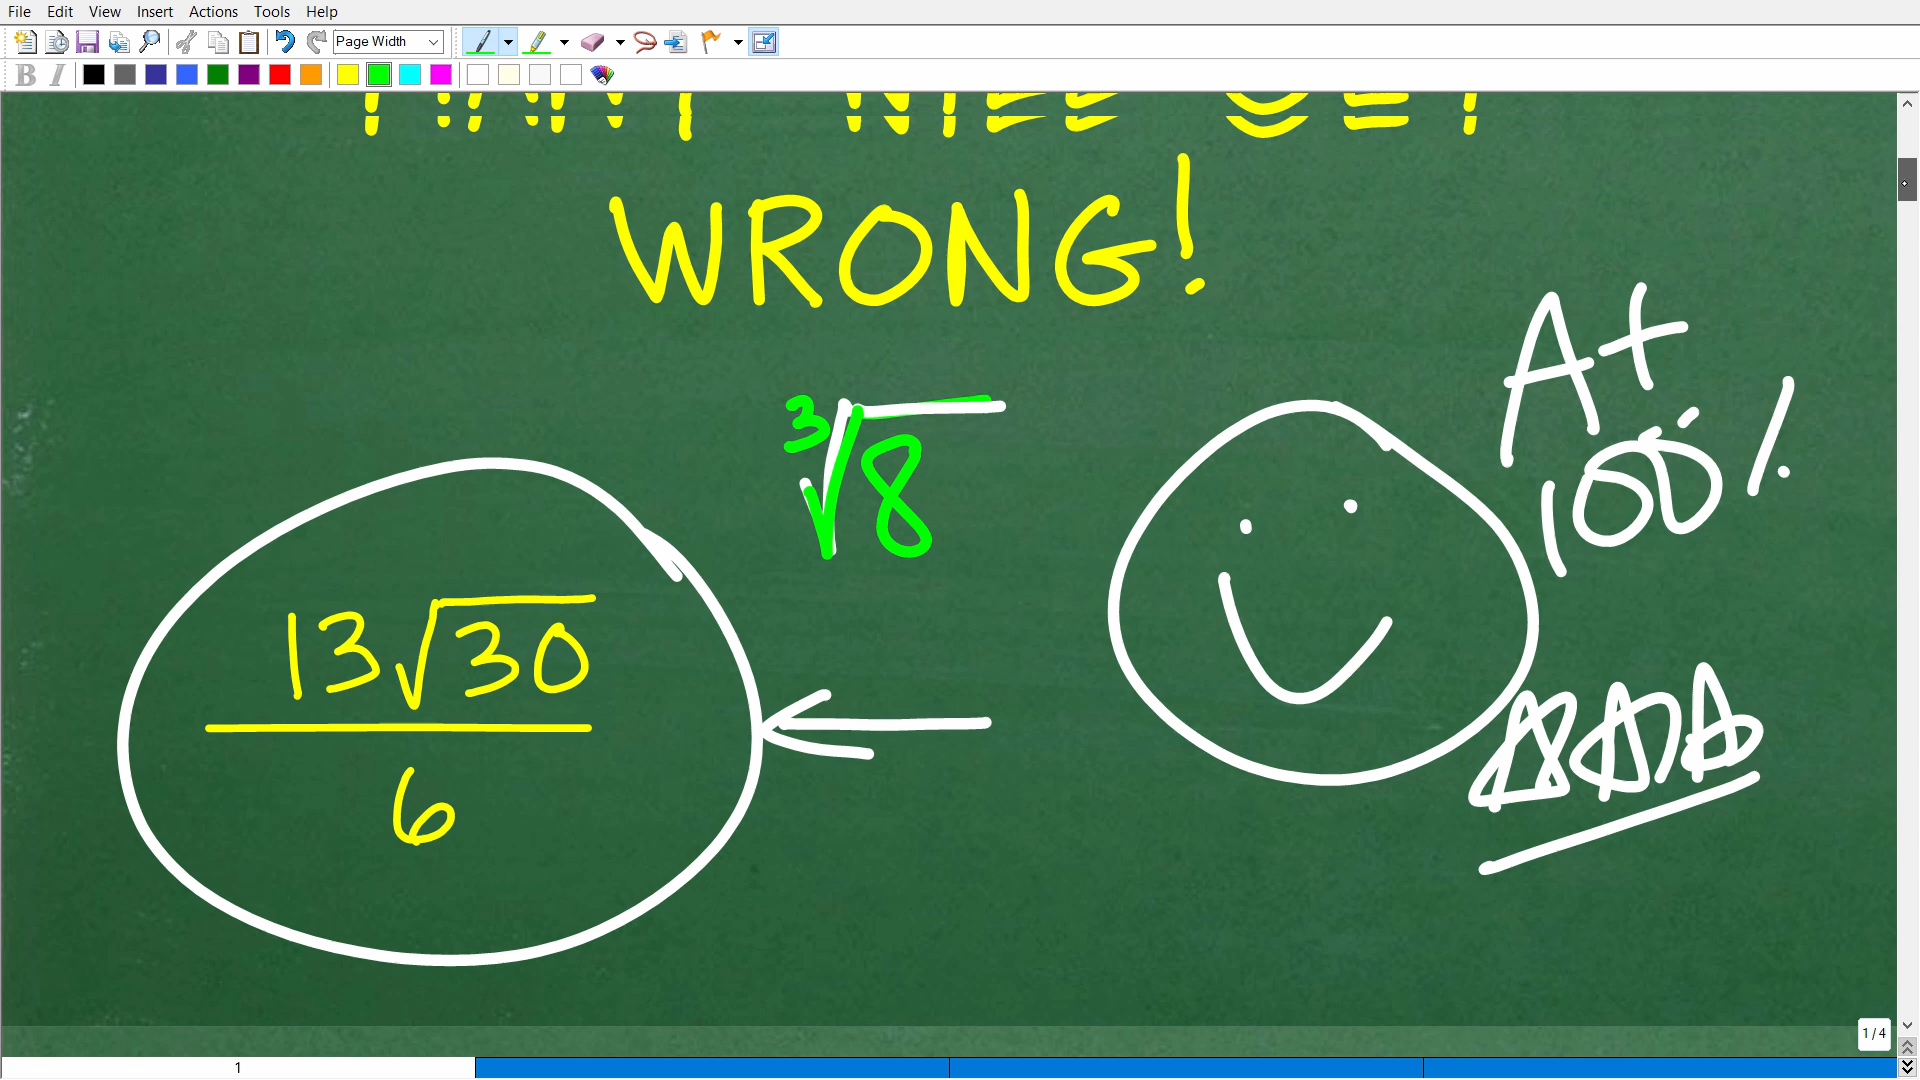 File Edit View Insert Actions Tools Help
Page Width
B I
WRONG!
A+
100%
∛8
13√30
6
1/4
1